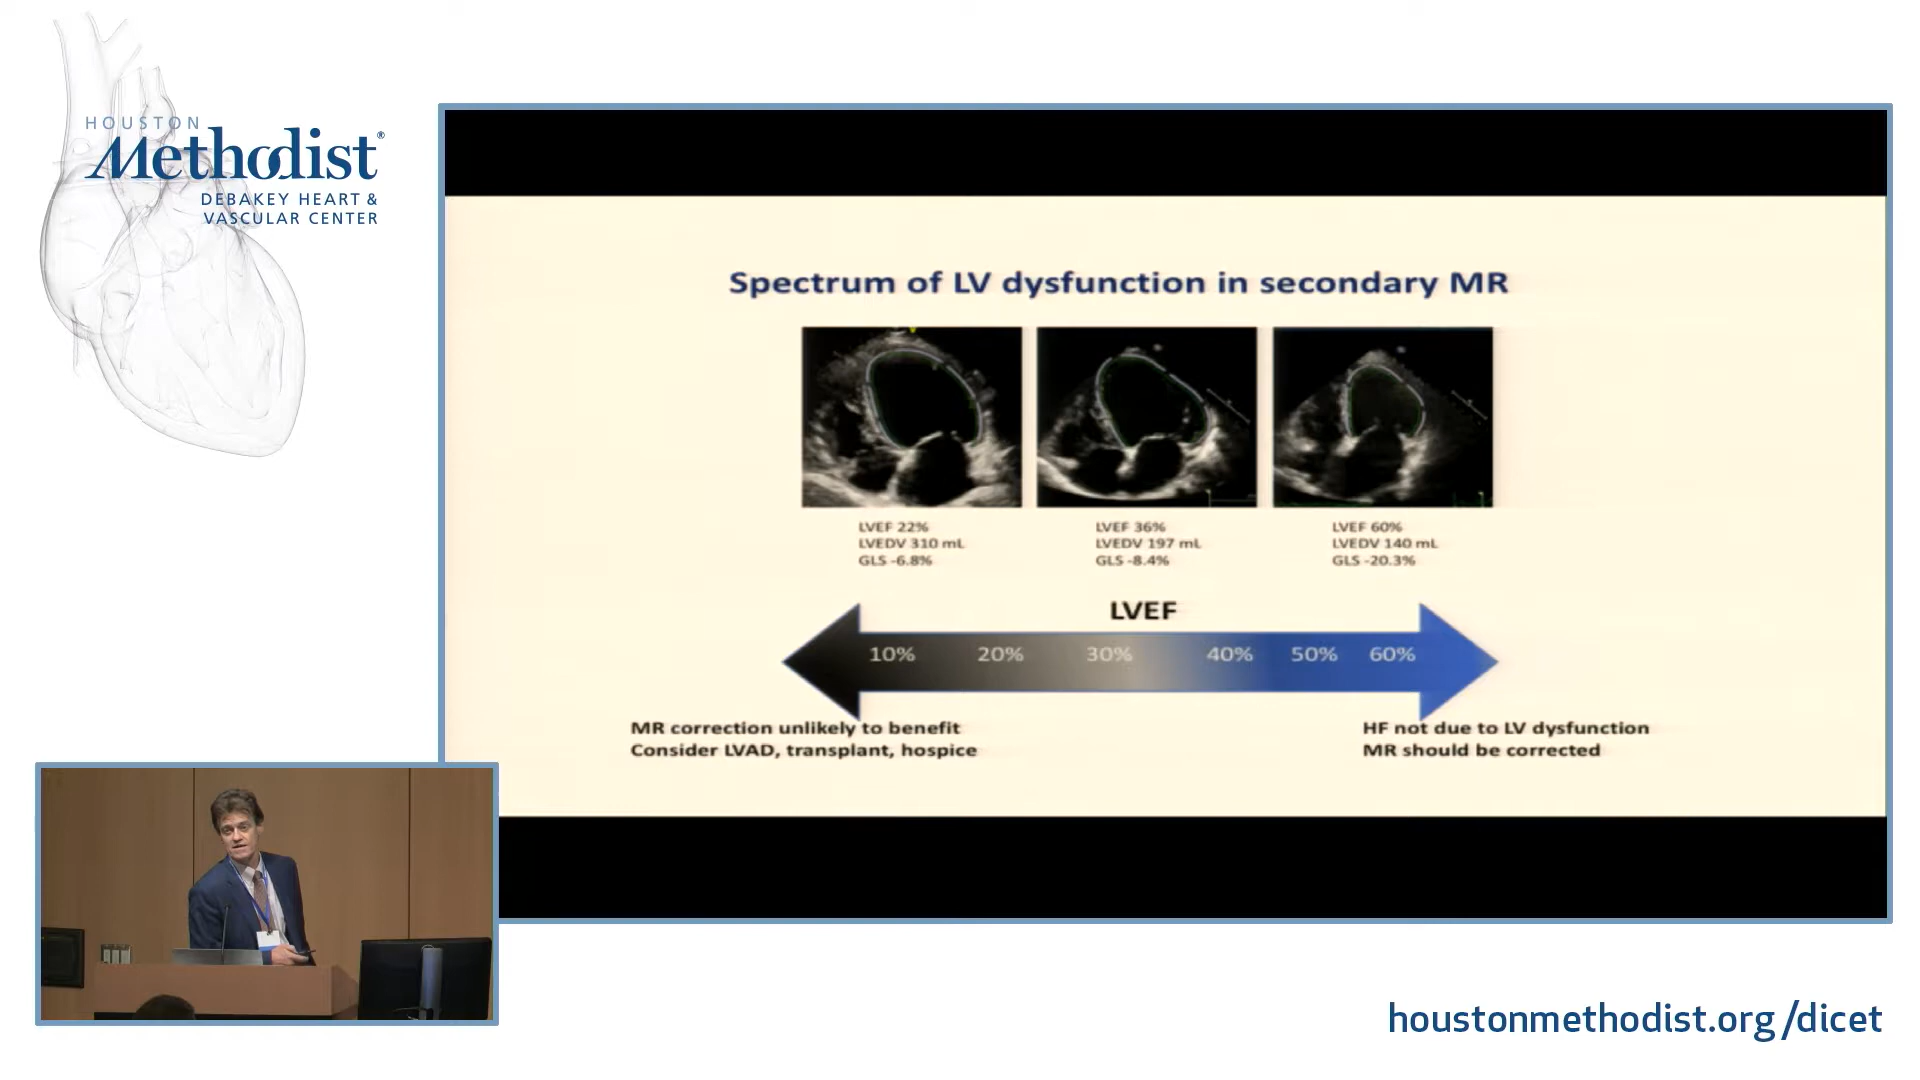 HOUSTON
Methodist®
DEBAKEY HEART &
VASCULAR CENTER
Spectrum of LV dysfunction in secondary MR
LVEF 22%
LVEDV 310 mL
GLS -6.8%
LVEF 36%
LVEDV 197 mL
GLS -8.4%
LVEF 60%
LVEDV 140 mL
GLS -20.3%
LVEF
10% 20% 30% 40% 50% 60%
MR correction unlikely to benefit
Consider LVAD, transplant, hospice
HF not due to LV dysfunction
MR should be corrected
houstonmethodist.org/dicet